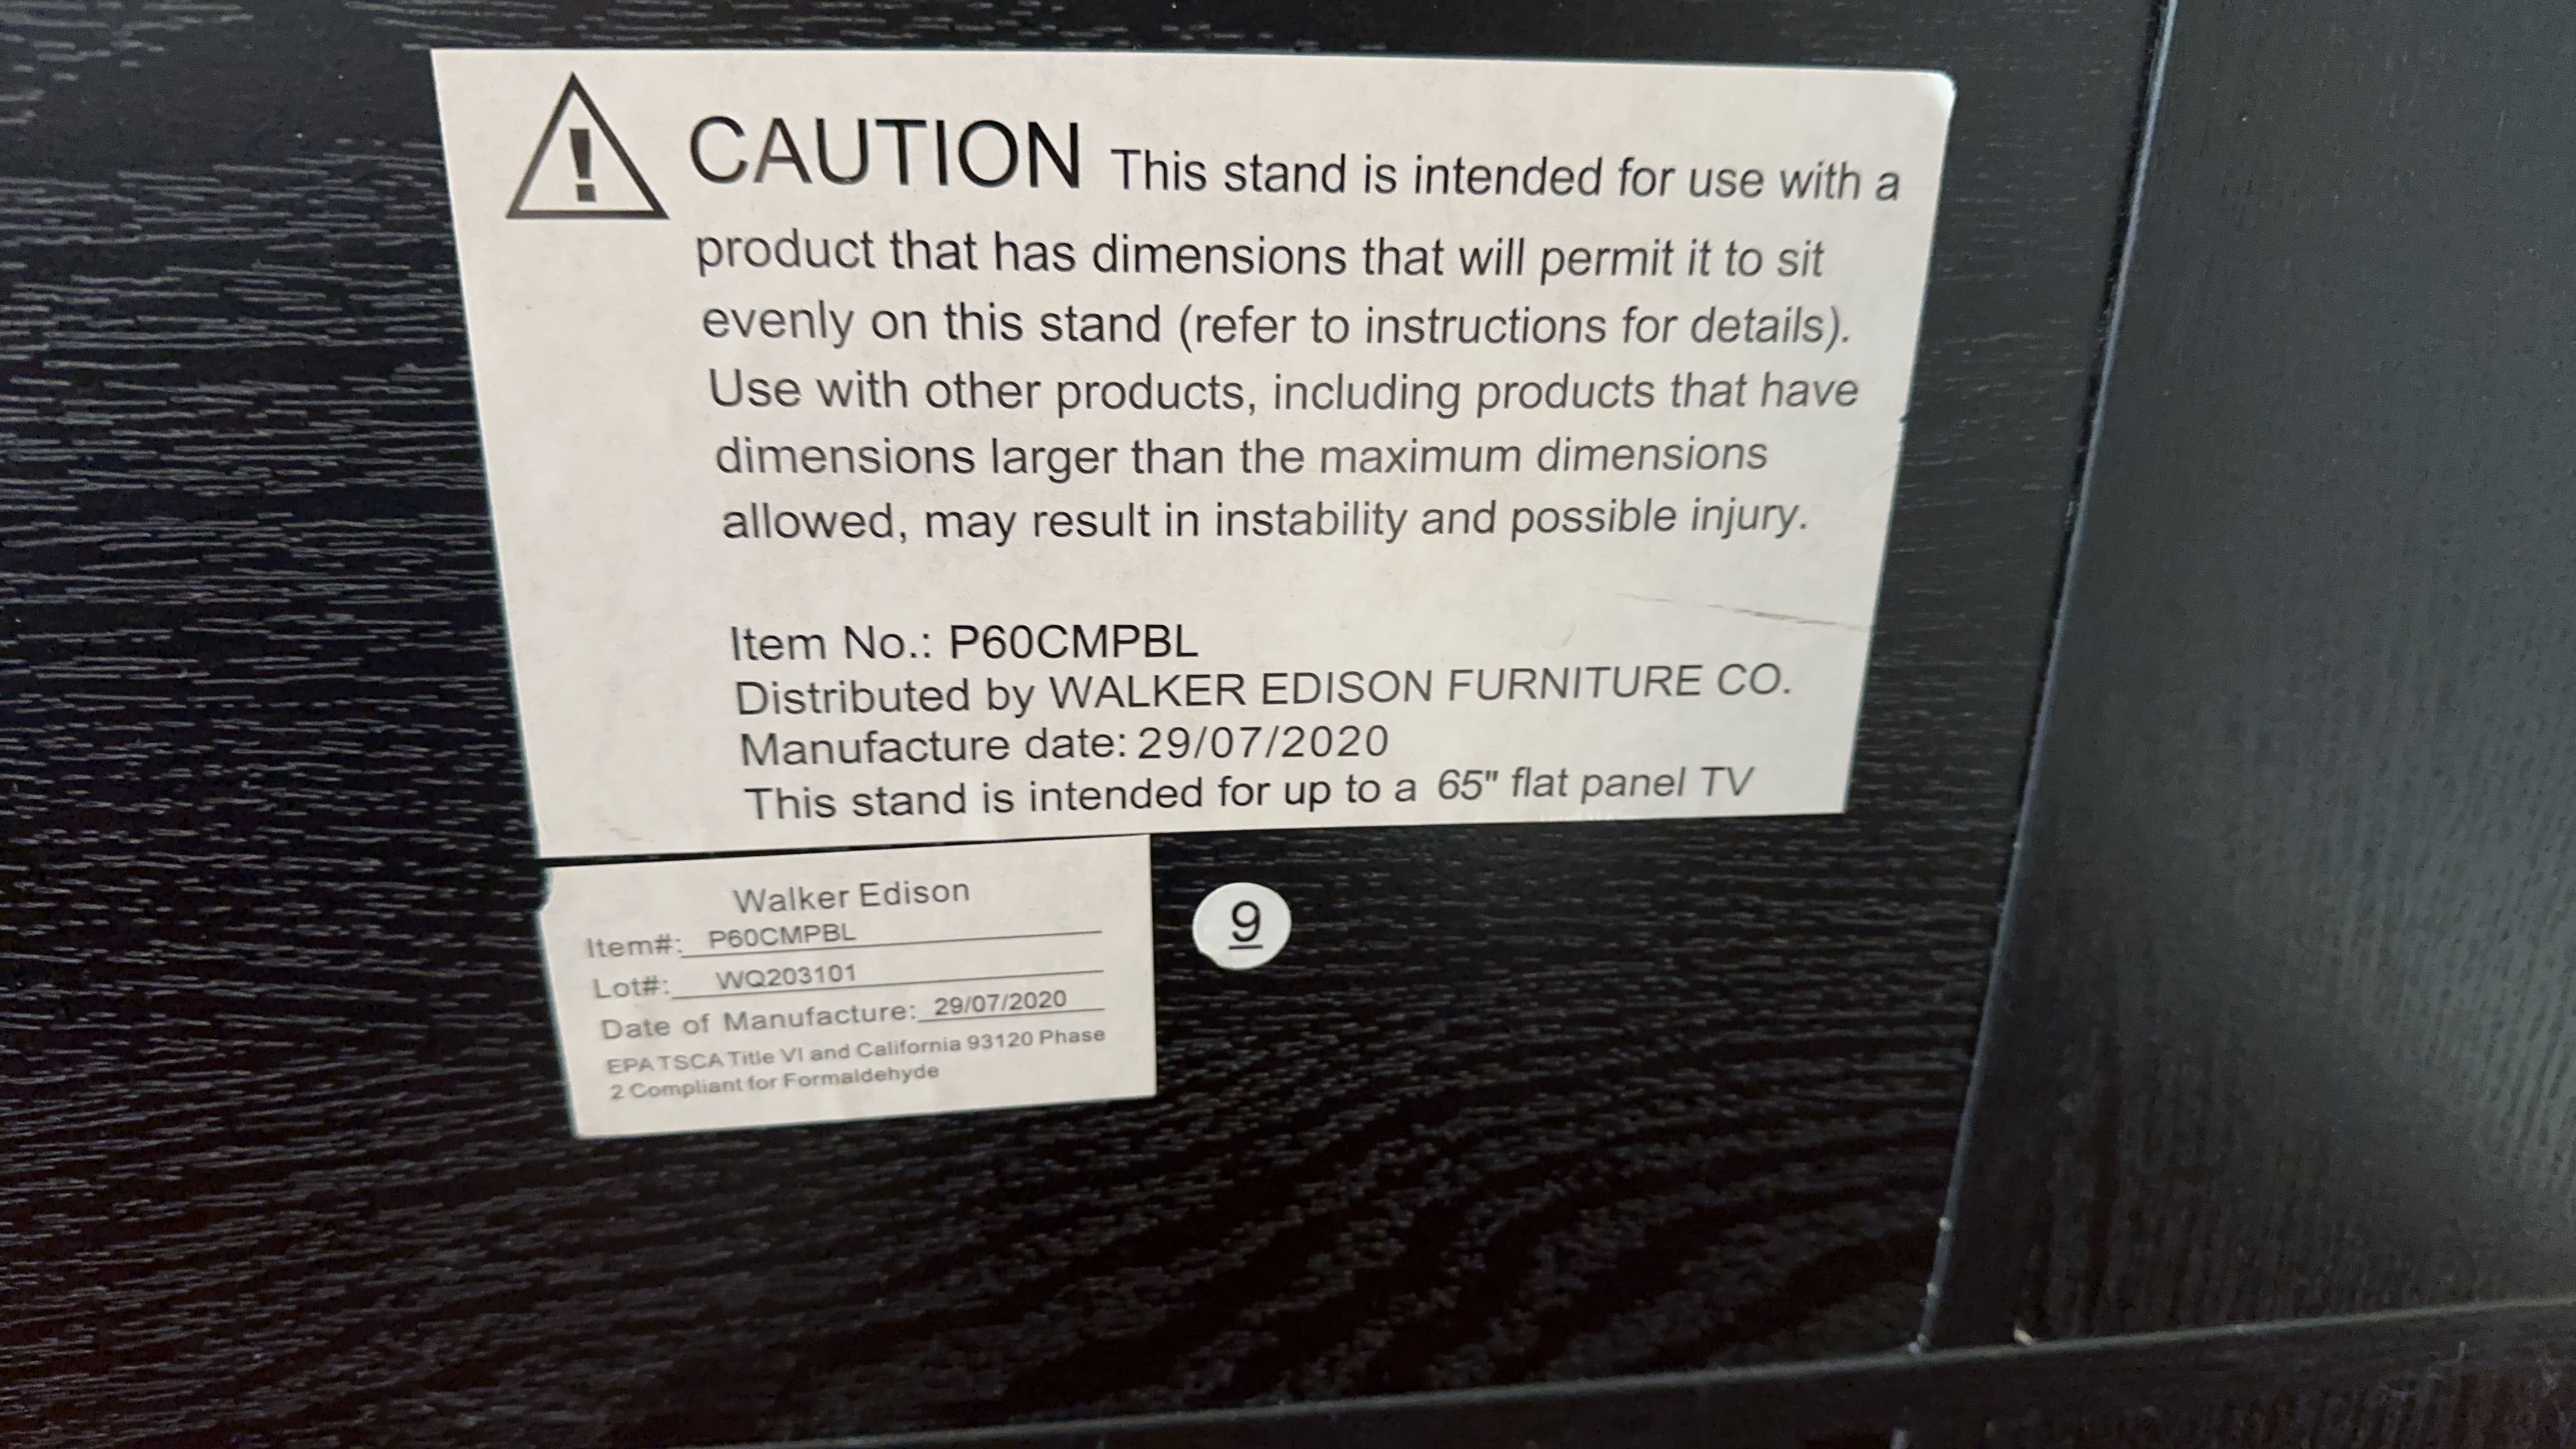 CAUTION This stand is intended for use with a
product that has dimensions that will permit it to sit
evenly on this stand (refer to instructions for details).
Use with other products, including products that have
dimensions larger than the maximum dimensions
allowed, may result in instability and possible injury.
Item No.: P60CMPBL
Distributed by WALKER EDISON FURNITURE CO.
Manufacture date: 29/07/2020
This stand is intended for up to a 65" flat panel TV
Walker Edison
Item#: P60CMPBL
Lot#: WQ203101
Date of Manufacture: 29/07/2020
EPA TSCA Title VI and California 93120 Phase
2 Compliant for Formaldehyde
9